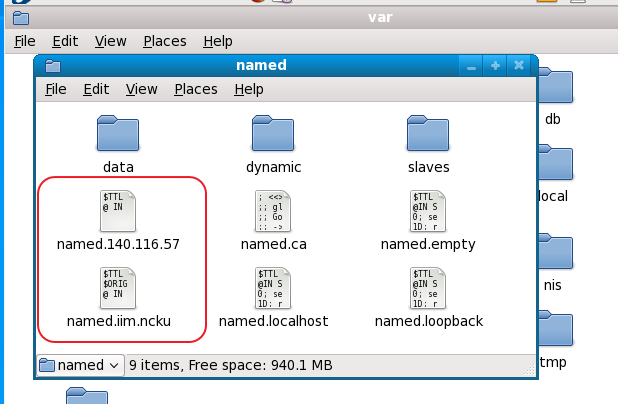 var
File Edit View Places Help
named
File Edit View Places Help
data dynamic slaves
$TTL
@ IN
; <<>
;; gl
;; Go
;; ->
$TTL
@IN S
0; se
1D; r
named.140.116.57 named.ca named.empty
$TTL
$ORIG
@ IN
$TTL
@IN S
0; se
1D; r
$TTL
@IN S
0; se
1D; r
named.iim.ncku named.localhost named.loopback
named 9 items, Free space: 940.1 MB
db
local
nis
tmp